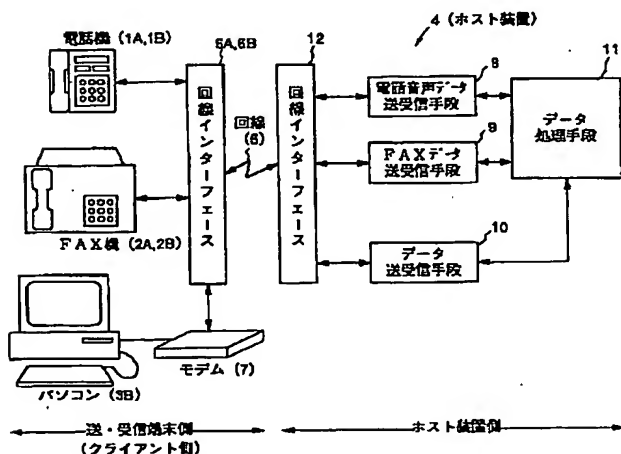 電話機 (1A,1B)
5A,5B
12
4 (ホスト装置)
8
11
回線インターフェース
回線
(6)
回線インターフェース
電話音声データ
送受信手段
データ
処理手段
9
FAXデータ
送受信手段
FAX機 (2A,2B)
10
データ
送受信手段
モデム (7)
パソコン (3B)
送・受信端末側
(クライアント側)
ホスト装置側